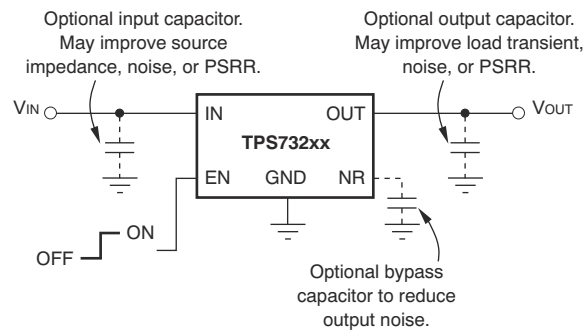 Optional input capacitor.
May improve source
impedance, noise, or PSRR.
Optional output capacitor.
May improve load transient,
noise, or PSRR.
VIN
IN
OUT
VOUT
TPS732xx
EN
GND
NR
ON
OFF
Optional bypass
capacitor to reduce
output noise.